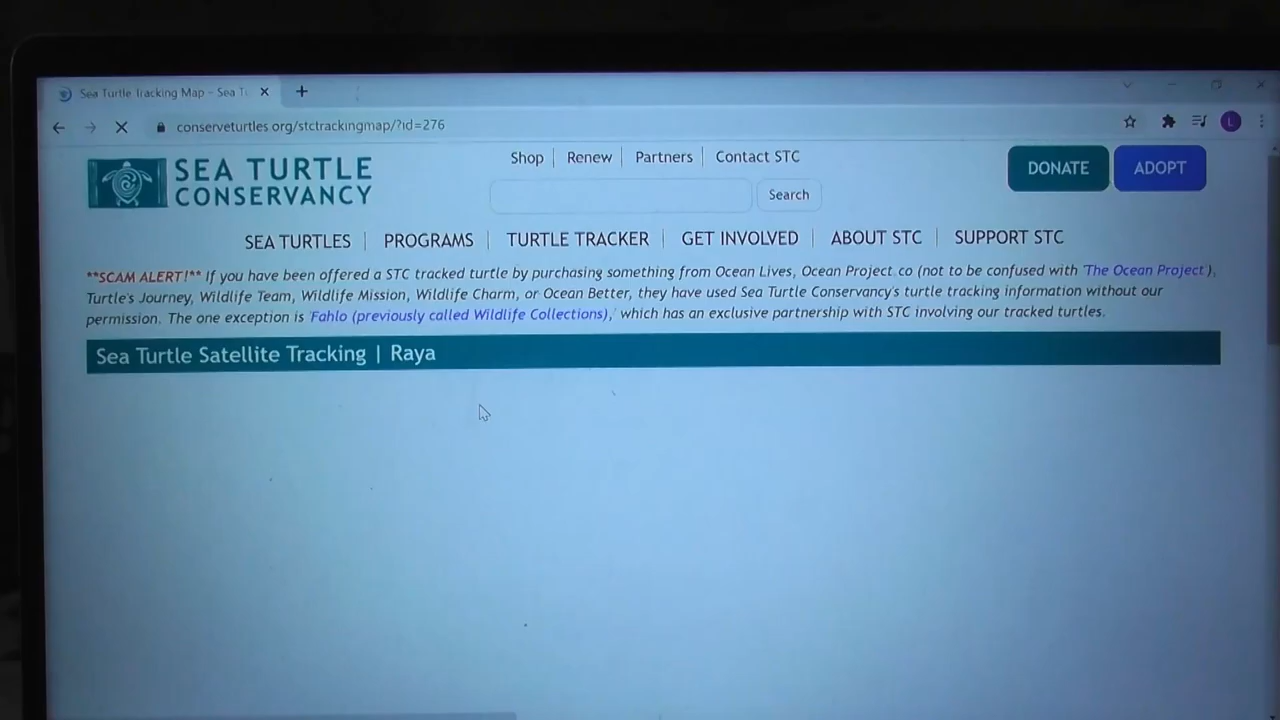 Sea Turtle Tracking Map – Sea Tu
conserveturtles.org/stctrackingmap/?id=276
L
SEA TURTLE
CONSERVANCY
Shop | Renew | Partners | Contact STC
Search
DONATE
ADOPT
SEA TURTLES | PROGRAMS | TURTLE TRACKER | GET INVOLVED | ABOUT STC | SUPPORT STC
**SCAM ALERT!** If you have been offered a STC tracked turtle by purchasing something from Ocean Lives, Ocean Project.co (not to be confused with 'The Ocean Project'),
Turtle's Journey, Wildlife Team, Wildlife Mission, Wildlife Charm, or Ocean Better, they have used Sea Turtle Conservancy's turtle tracking information without our
permission. The one exception is 'Fahlo (previously called Wildlife Collections),' which has an exclusive partnership with STC involving our tracked turtles.
Sea Turtle Satellite Tracking | Raya